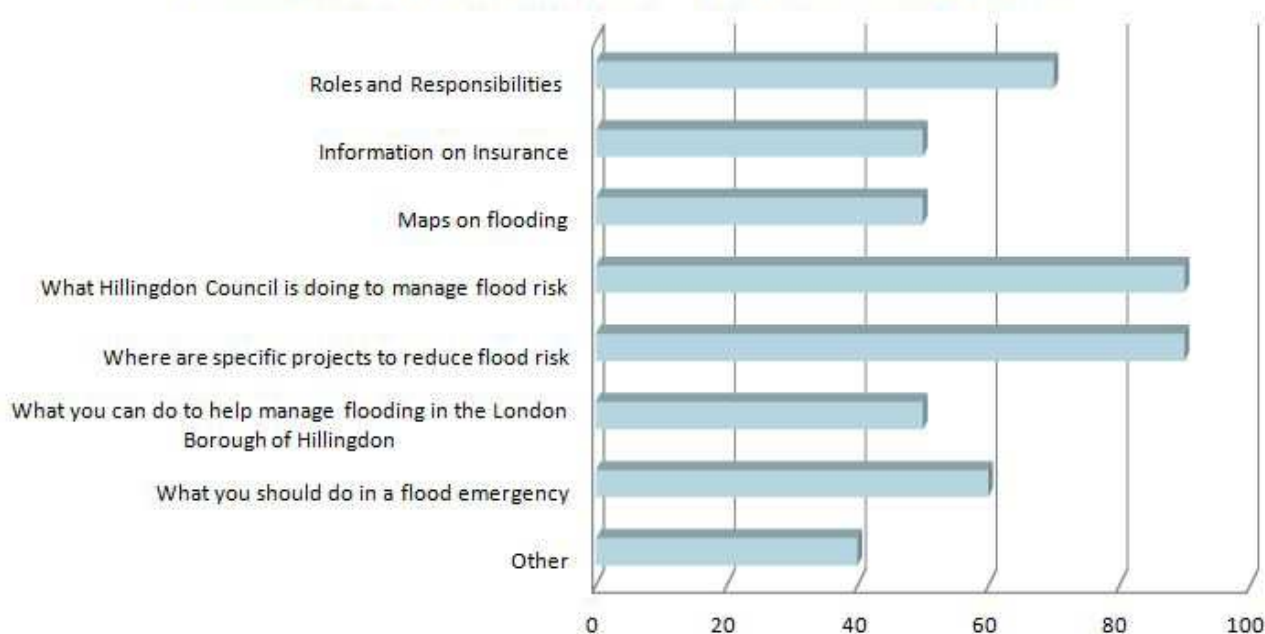 Roles and Responsibilities
Information on Insurance
Maps on flooding
What Hillingdon Council is doing to manage flood risk
Where are specific projects to reduce flood risk
What you can do to help manage flooding in the London
Borough of Hillingdon
What you should do in a flood emergency
Other
0 20 40 60 80 100